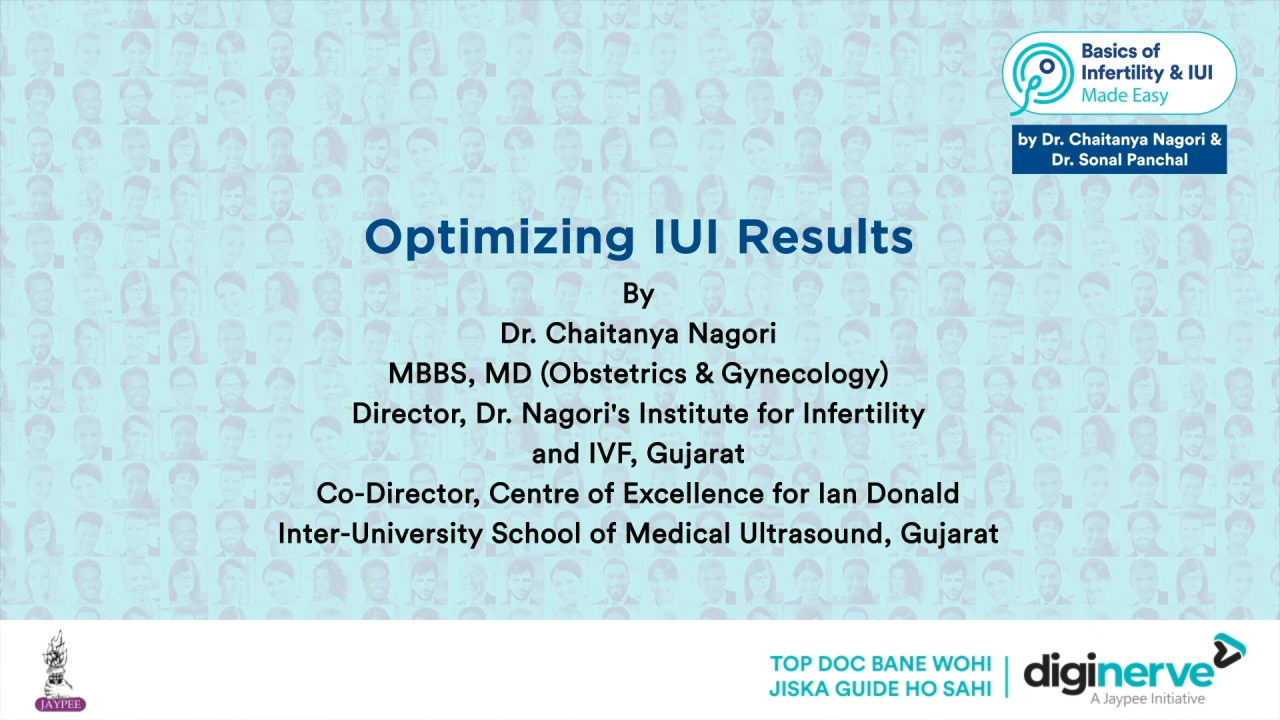 Basics of
Infertility & IUI
Made Easy
by Dr. Chaitanya Nagori &
Dr. Sonal Panchal
Optimizing IUI Results
By
Dr. Chaitanya Nagori
MBBS, MD (Obstetrics & Gynecology)
Director, Dr. Nagori's Institute for Infertility
and IVF, Gujarat
Co-Director, Centre of Excellence for Ian Donald
Inter-University School of Medical Ultrasound, Gujarat
JAYPEE
TOP DOC BANE WOHI
JISKA GUIDE HO SAHI
diginerve
A Jaypee Initiative